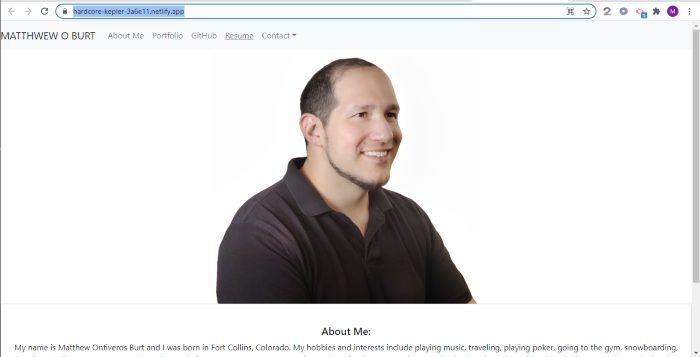 hardcore-kepler-3a6e11.netlify.app
M
MATTHWEW O BURT About Me Portfolio GitHub Resume Contact
About Me:
My name is Matthew Ontiveros Burt and I was born in Fort Collins, Colorado. My hobbies and interests include playing music, traveling, playing poker, going to the gym, snowboarding,